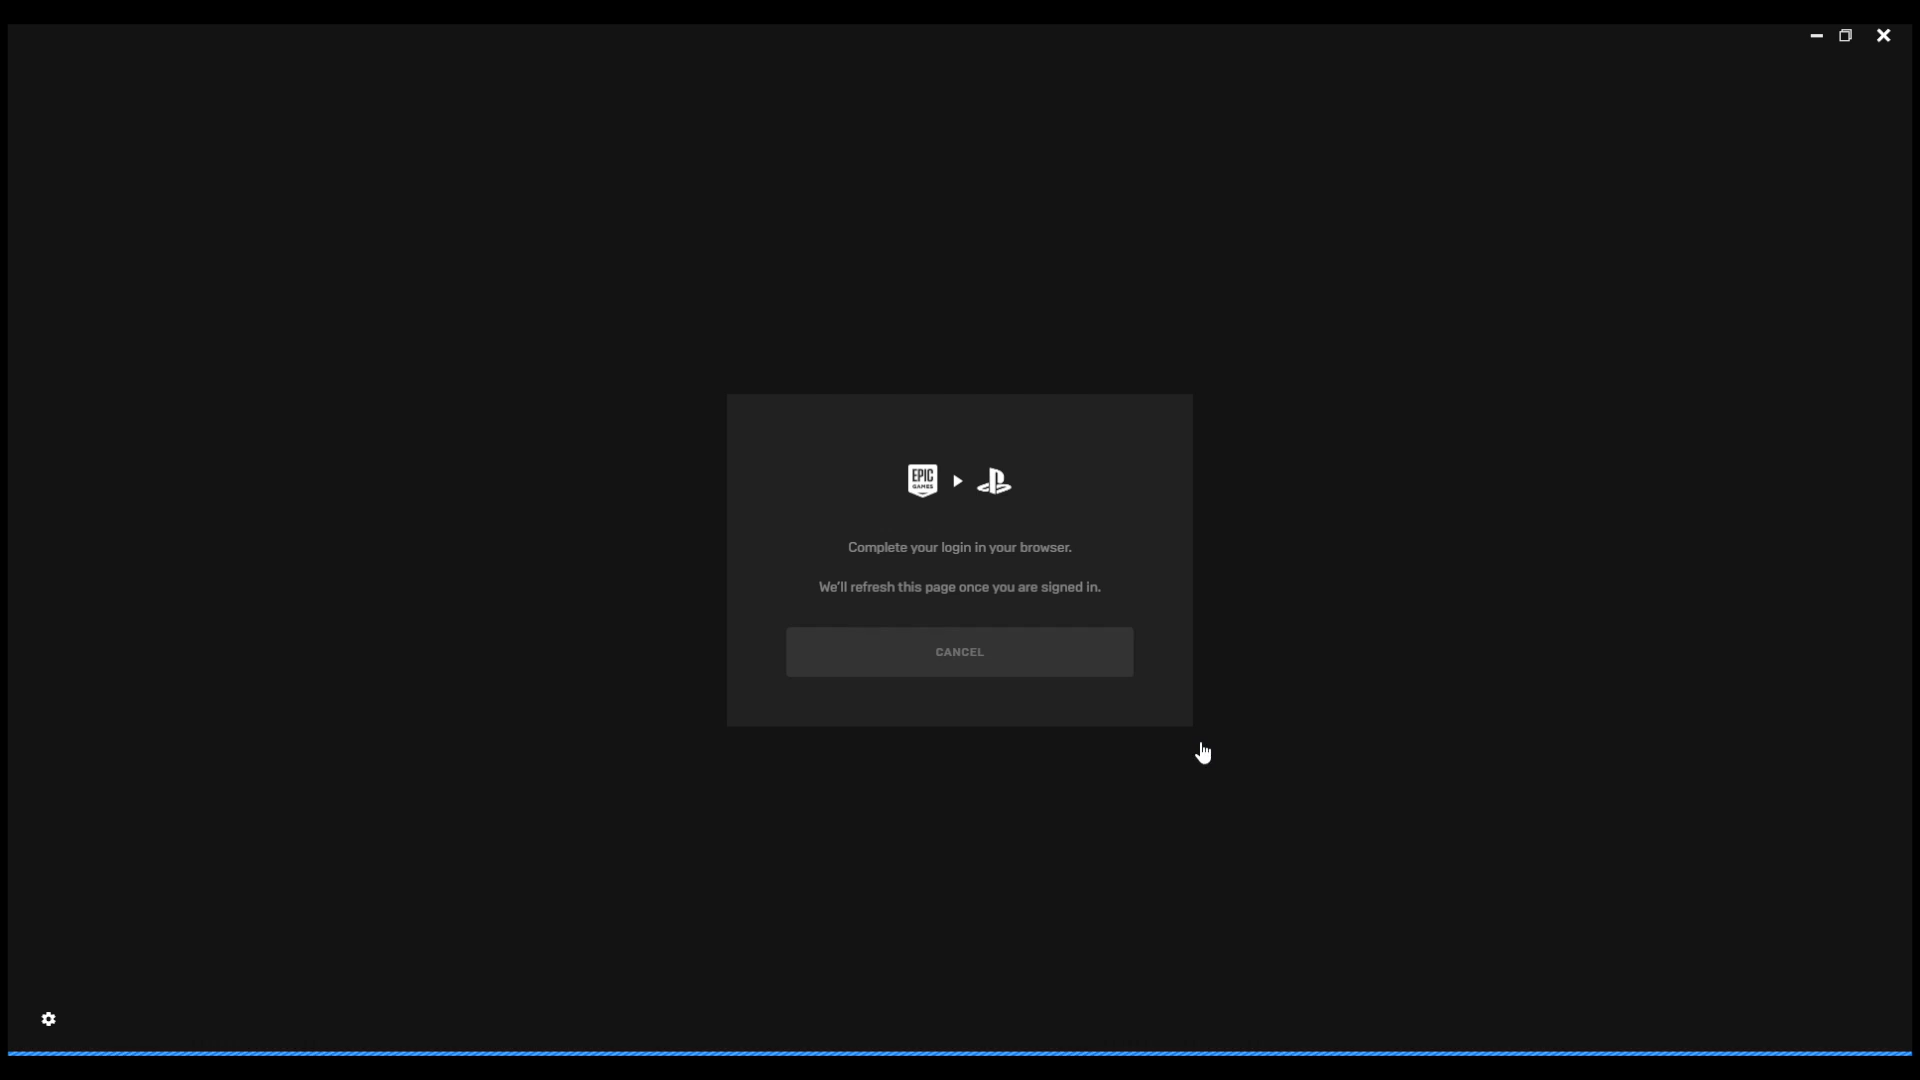 EPIC
GAMES
Complete your login in your browser.
We'll refresh this page once you are signed in.
CANCEL